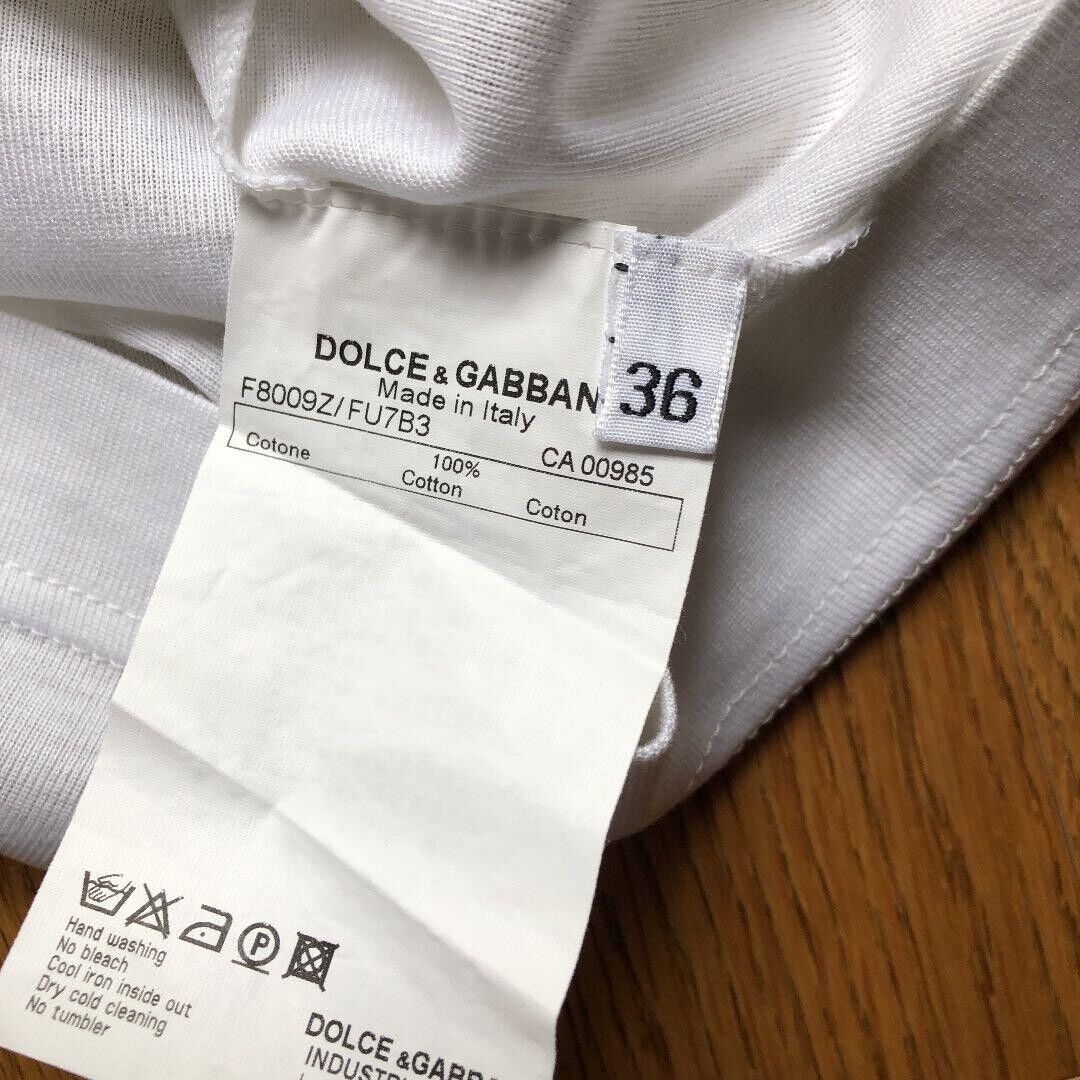 DOLCE & GABBAN
36
Made in Italy
F8009Z/FU7B3
CA 00985
Cotone
100%
Cotton
Coton
P
Hand washing
No bleach
Cool iron inside out
Dry cold cleaning
No tumbler
DOLCE & GABB
INDUSTRI